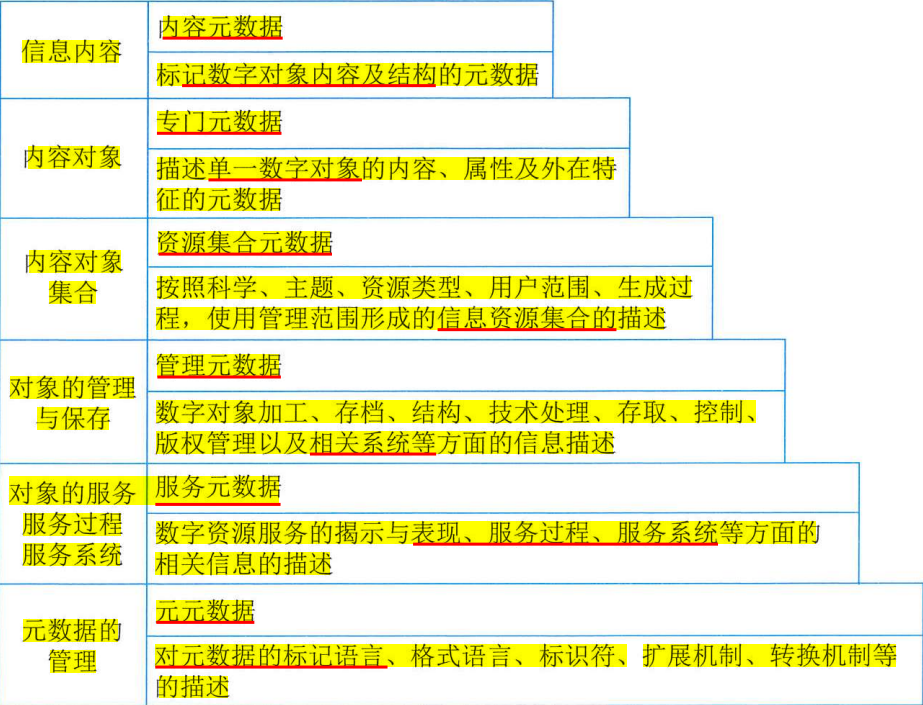 信息内容
内容元数据
标记数字对象内容及结构的元数据
内容对象
专门元数据
描述单一数字对象的内容、属性及外在特
征的元数据
内容对象
集合
资源集合元数据
按照科学、主题、资源类型、用户范围、生成过
程，使用管理范围形成的信息资源集合的描述
对象的管理
与保存
管理元数据
数字对象加工、存档、结构、技术处理、存取、控制、
版权管理以及相关系统等方面的信息描述
对象的服务
服务过程
服务系统
服务元数据
数字资源服务的揭示与表现、服务过程、服务系统等方面的
相关信息的描述
元数据的
管理
元元数据
对元数据的标记语言、格式语言、标识符、扩展机制、转换机制等
的描述